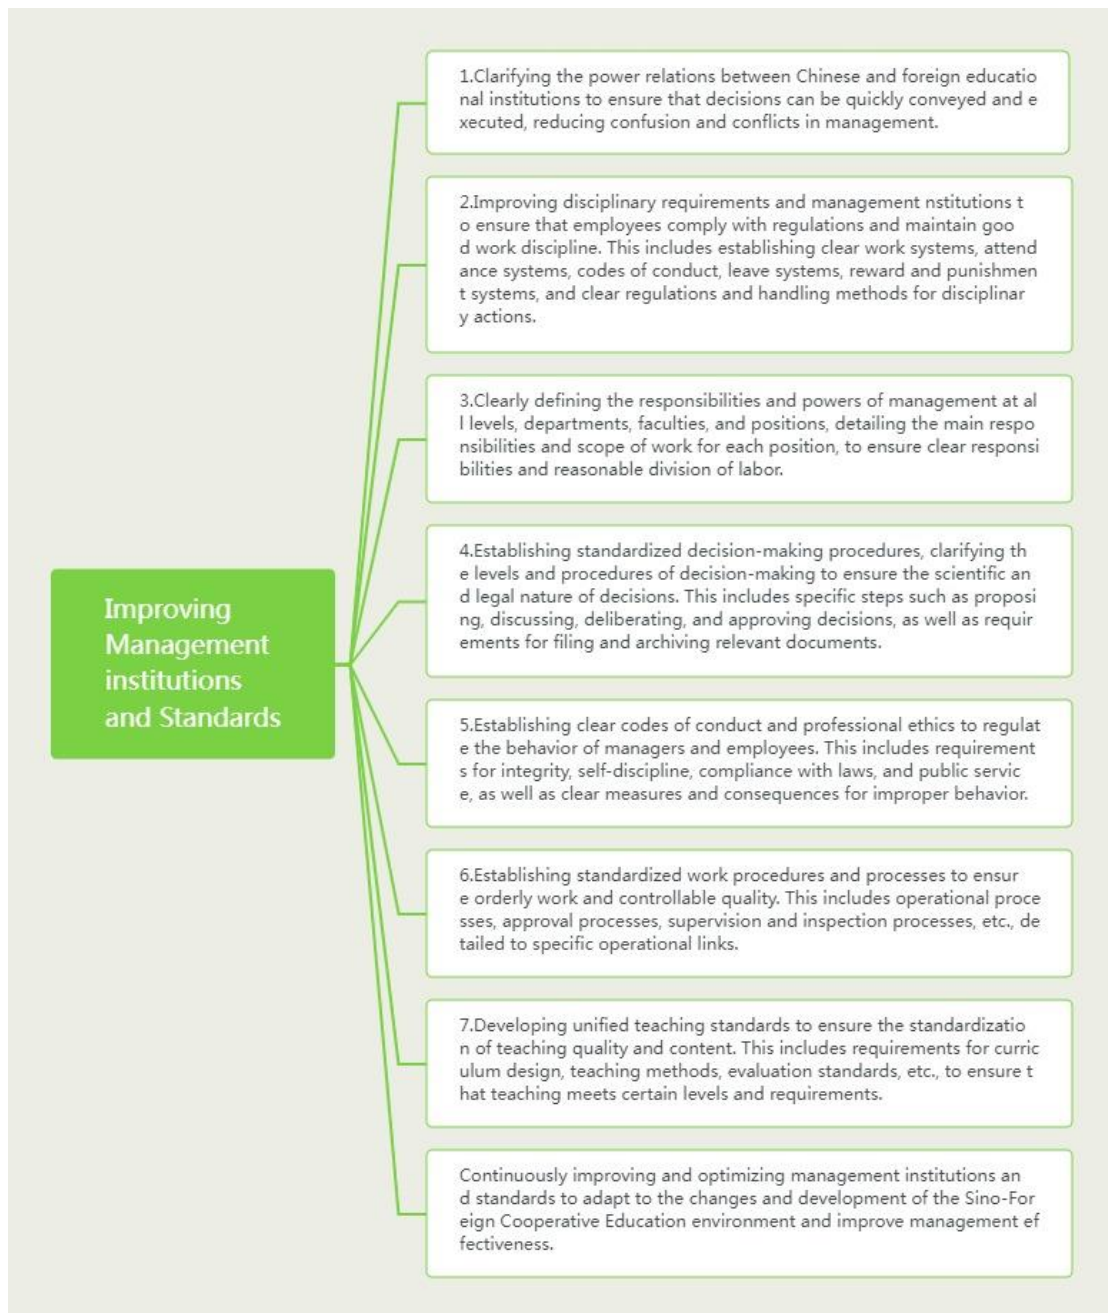 Improving
Management
institutions
and Standards
1.Clarifying the power relations between Chinese and foreign educatio
nal institutions to ensure that decisions can be quickly conveyed and e
xecuted, reducing confusion and conflicts in management.
2.Improving disciplinary requirements and management nstitutions t
o ensure that employees comply with regulations and maintain goo
d work discipline. This includes establishing clear work systems, attend
ance systems, codes of conduct, leave systems, reward and punishmen
t systems, and clear regulations and handling methods for disciplinar
y actions.
3.Clearly defining the responsibilities and powers of management at al
l levels, departments, faculties, and positions, detailing the main respo
nsibilities and scope of work for each position, to ensure clear responsi
bilities and reasonable division of labor.
4.Establishing standardized decision-making procedures, clarifying th
e levels and procedures of decision-making to ensure the scientific an
d legal nature of decisions. This includes specific steps such as proposi
ng, discussing, deliberating, and approving decisions, as well as requir
ements for filing and archiving relevant documents.
5.Establishing clear codes of conduct and professional ethics to regulat
e the behavior of managers and employees. This includes requirement
s for integrity, self-discipline, compliance with laws, and public servic
e, as well as clear measures and consequences for improper behavior.
6.Establishing standardized work procedures and processes to ensur
e orderly work and controllable quality. This includes operational proce
sses, approval processes, supervision and inspection processes, etc., de
tailed to specific operational links.
7.Developing unified teaching standards to ensure the standardizatio
n of teaching quality and content. This includes requirements for curric
ulum design, teaching methods, evaluation standards, etc., to ensure t
hat teaching meets certain levels and requirements.
Continuously improving and optimizing management institutions an
d standards to adapt to the changes and development of the Sino-For
eign Cooperative Education environment and improve management ef
fectiveness.